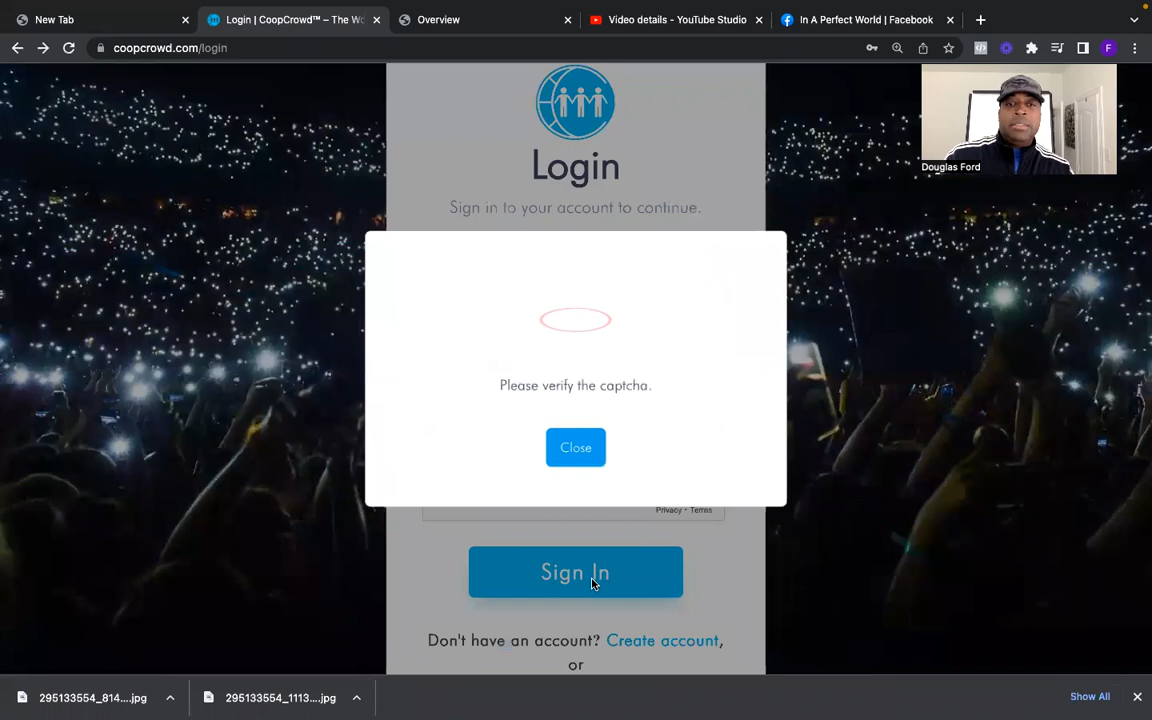 New Tab
Login | CoopCrowd™ – The Wo
Overview
Video details - YouTube Studio
In A Perfect World | Facebook
coopcrowd.com/login
F
Douglas Ford
Login
Sign in to your account to continue.
Please verify the captcha.
Close
Privacy - Terms
Sign In
Don't have an account? Create account,
or
295133554_814....jpg
295133554_1113....jpg
Show All